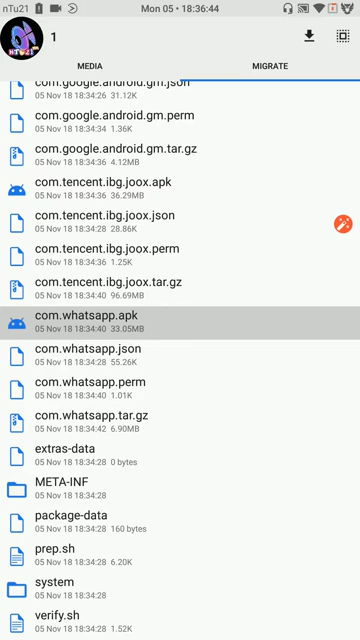 nTu21
Mon 05 • 18:36:44
nTu21
1
MEDIA
MIGRATE
com.google.android.gm.json
05 Nov 18 18:34:26 31.12K
com.google.android.gm.perm
05 Nov 18 18:34:34 1.36K
com.google.android.gm.tar.gz
05 Nov 18 18:34:36 4.12MB
com.tencent.ibg.joox.apk
05 Nov 18 18:34:36 36.29MB
com.tencent.ibg.joox.json
05 Nov 18 18:34:28 28.86K
com.tencent.ibg.joox.perm
05 Nov 18 18:34:36 1.25K
com.tencent.ibg.joox.tar.gz
05 Nov 18 18:34:40 96.69MB
com.whatsapp.apk
05 Nov 18 18:34:40 33.05MB
com.whatsapp.json
05 Nov 18 18:34:28 55.26K
com.whatsapp.perm
05 Nov 18 18:34:40 1.01K
com.whatsapp.tar.gz
05 Nov 18 18:34:42 6.90MB
extras-data
05 Nov 18 18:34:28 0 bytes
META-INF
05 Nov 18 18:34:28
package-data
05 Nov 18 18:34:28 160 bytes
prep.sh
05 Nov 18 18:34:28 6.20K
system
05 Nov 18 18:34:28
verify.sh
05 Nov 18 18:34:28 1.52K